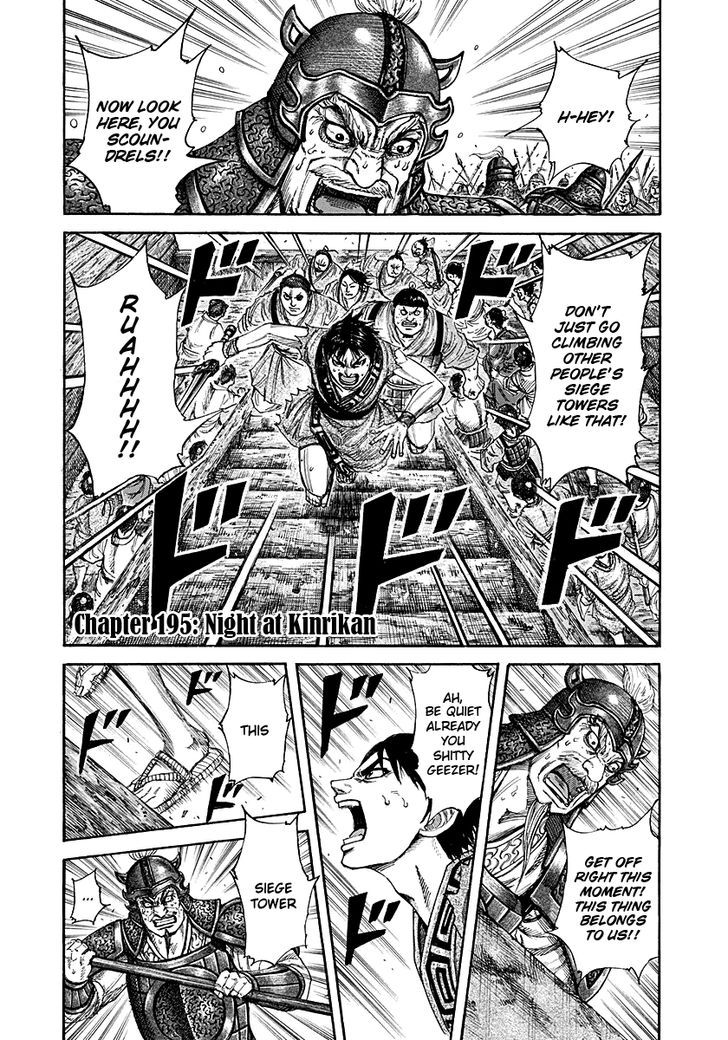 H-HEY!
NOW LOOK
HERE, YOU
SCOUN-
DRELS!!
DON'T
JUST GO
CLIMBING
OTHER
PEOPLE'S
SIEGE
TOWERS
LIKE THAT!
ド
ド
RUAHHHH!!
ド
ド
ド
Chapter 195: Night at Kinrikan
GET OFF
RIGHT THIS
MOMENT!
THIS
THING
BELONGS
TO US!!
AH,
BE QUIET
ALREADY
YOU
SHITTY
GEEZER!
ド
ド
THIS
ド
ド
SIEGE
TOWER
...